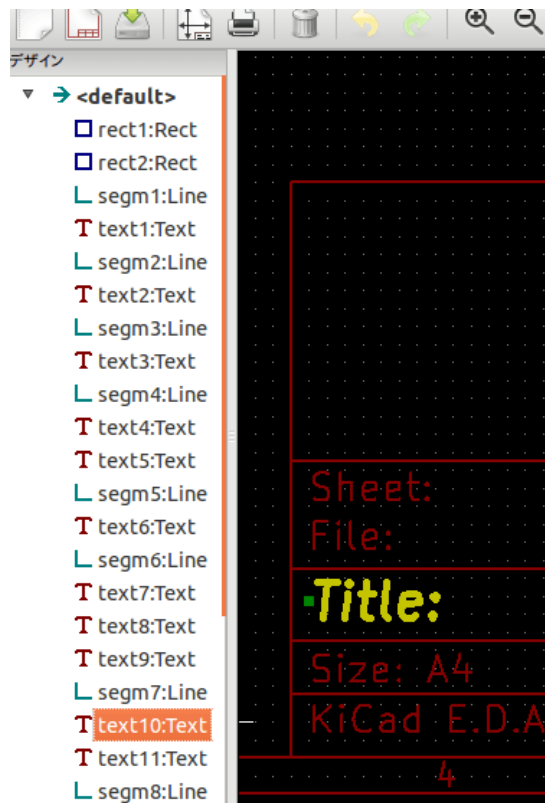 デザイン
<default>
rect1:Rect
rect2:Rect
segm1:Line
text1:Text
segm2:Line
text2:Text
segm3:Line
text3:Text
segm4:Line
text4:Text
text5:Text
segm5:Line
text6:Text
segm6:Line
text7:Text
text8:Text
text9:Text
segm7:Line
text10:Text
text11:Text
segm8:Line
Sheet:
File:
Title:
Size: A4
KiCad E.D.A
4